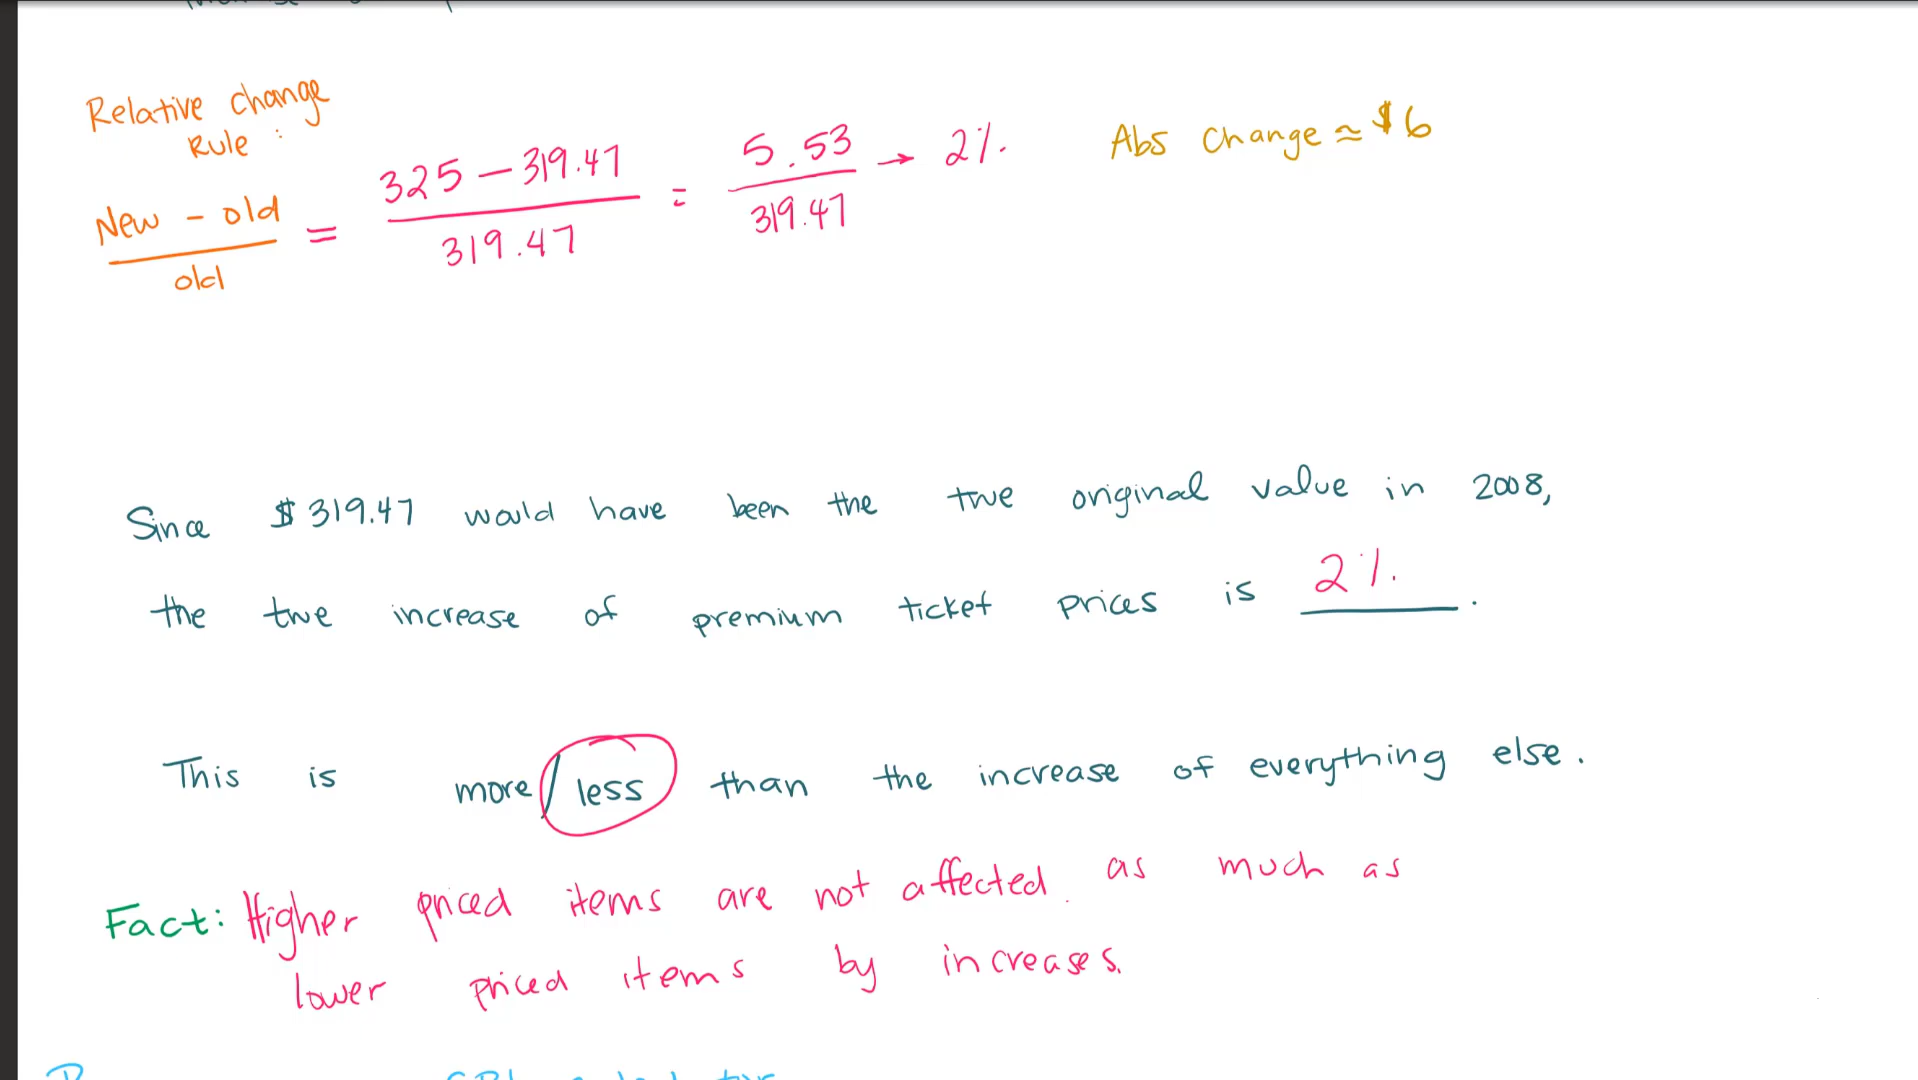 Relative change
Rule :
New - old
old
= 325 - 319.47
319.47
= 5.53
319.47
→ 2%.
Abs change ≈ $6
Since $319.47 would have been the true original value in 2008,
the true increase of premium ticket prices is 2%.
This is more/less than the increase of everything else.
Fact: Higher priced items are not affected as much as
lower priced items by increases.